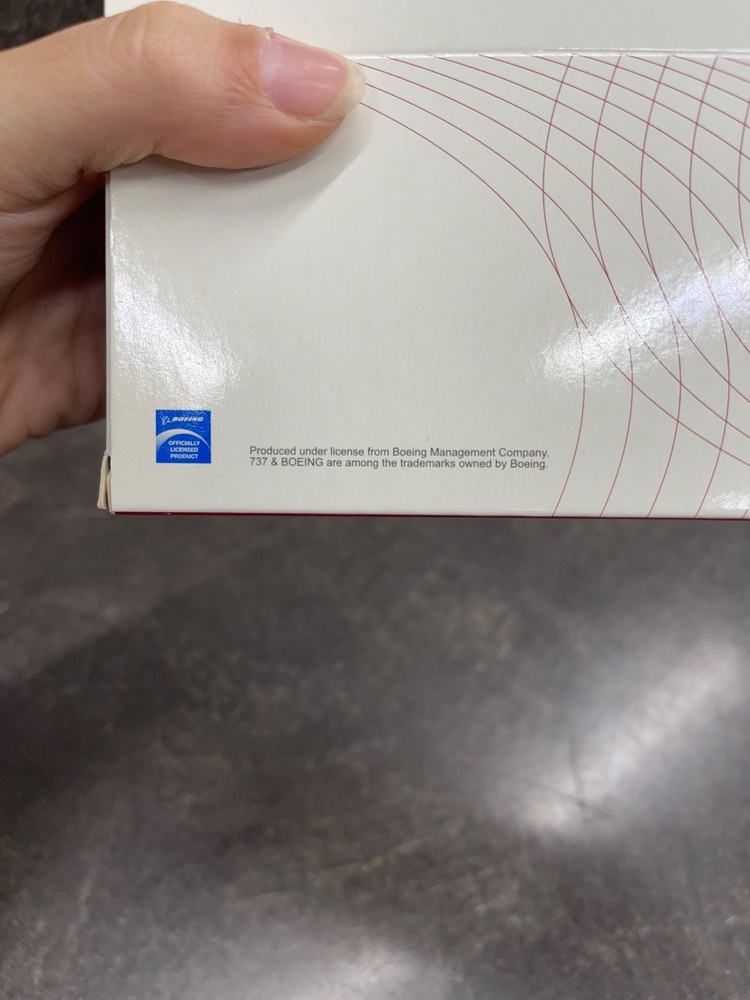 BOEING
OFFICIALLY
LICENSED
PRODUCT
Produced under license from Boeing Management Company.
737 & BOEING are among the trademarks owned by Boeing.